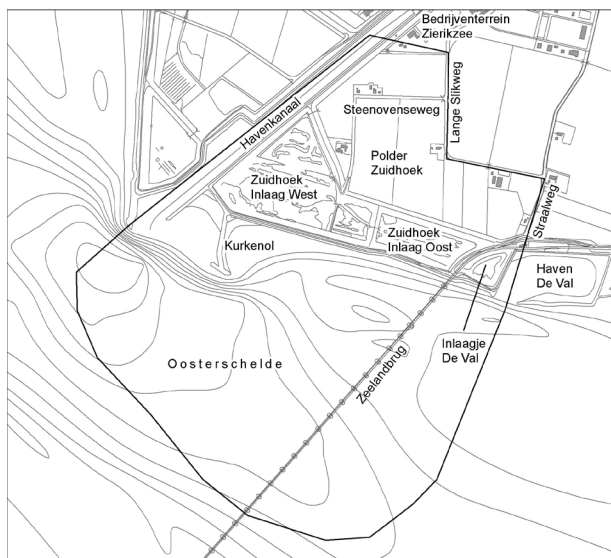 Bedrijventerrein
Zierikzee
Havenkanaal
Steenovenseweg
Lange Slikweg
Polder
Zuidhoek
Zuidhoek
Inlaag West
Straalweg
Kurkenol
Zuidhoek
Inlaag Oost
Haven
De Val
Inlaagje
De Val
Oosterschelde
Zeelandbrug